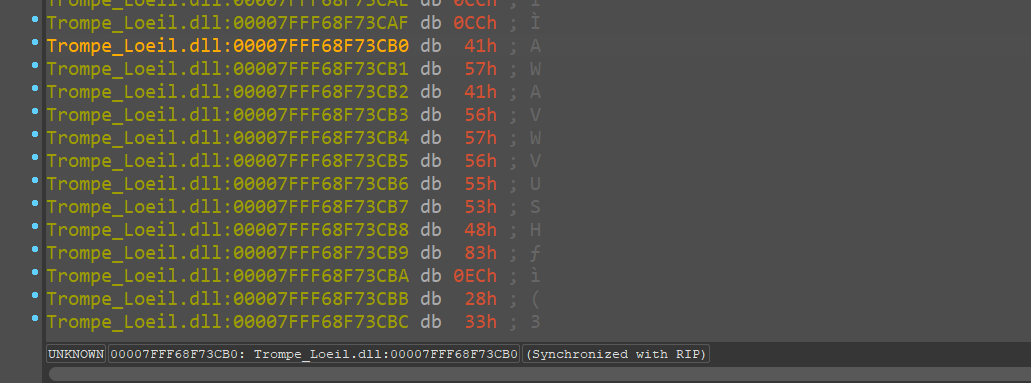 Trompe_Loeil.dll:00007FFF68F73CAE db 0CCh ; Ì
Trompe_Loeil.dll:00007FFF68F73CAF db 0CCh ; Ì
Trompe_Loeil.dll:00007FFF68F73CB0 db 41h ; A
Trompe_Loeil.dll:00007FFF68F73CB1 db 57h ; W
Trompe_Loeil.dll:00007FFF68F73CB2 db 41h ; A
Trompe_Loeil.dll:00007FFF68F73CB3 db 56h ; V
Trompe_Loeil.dll:00007FFF68F73CB4 db 57h ; W
Trompe_Loeil.dll:00007FFF68F73CB5 db 56h ; V
Trompe_Loeil.dll:00007FFF68F73CB6 db 55h ; U
Trompe_Loeil.dll:00007FFF68F73CB7 db 53h ; S
Trompe_Loeil.dll:00007FFF68F73CB8 db 48h ; H
Trompe_Loeil.dll:00007FFF68F73CB9 db 83h ; ƒ
Trompe_Loeil.dll:00007FFF68F73CBA db 0ECh ; ì
Trompe_Loeil.dll:00007FFF68F73CBB db 28h ; (
Trompe_Loeil.dll:00007FFF68F73CBC db 33h ; 3
UNKNOWN 00007FFF68F73CB0: Trompe_Loeil.dll:00007FFF68F73CB0 (Synchronized with RIP)